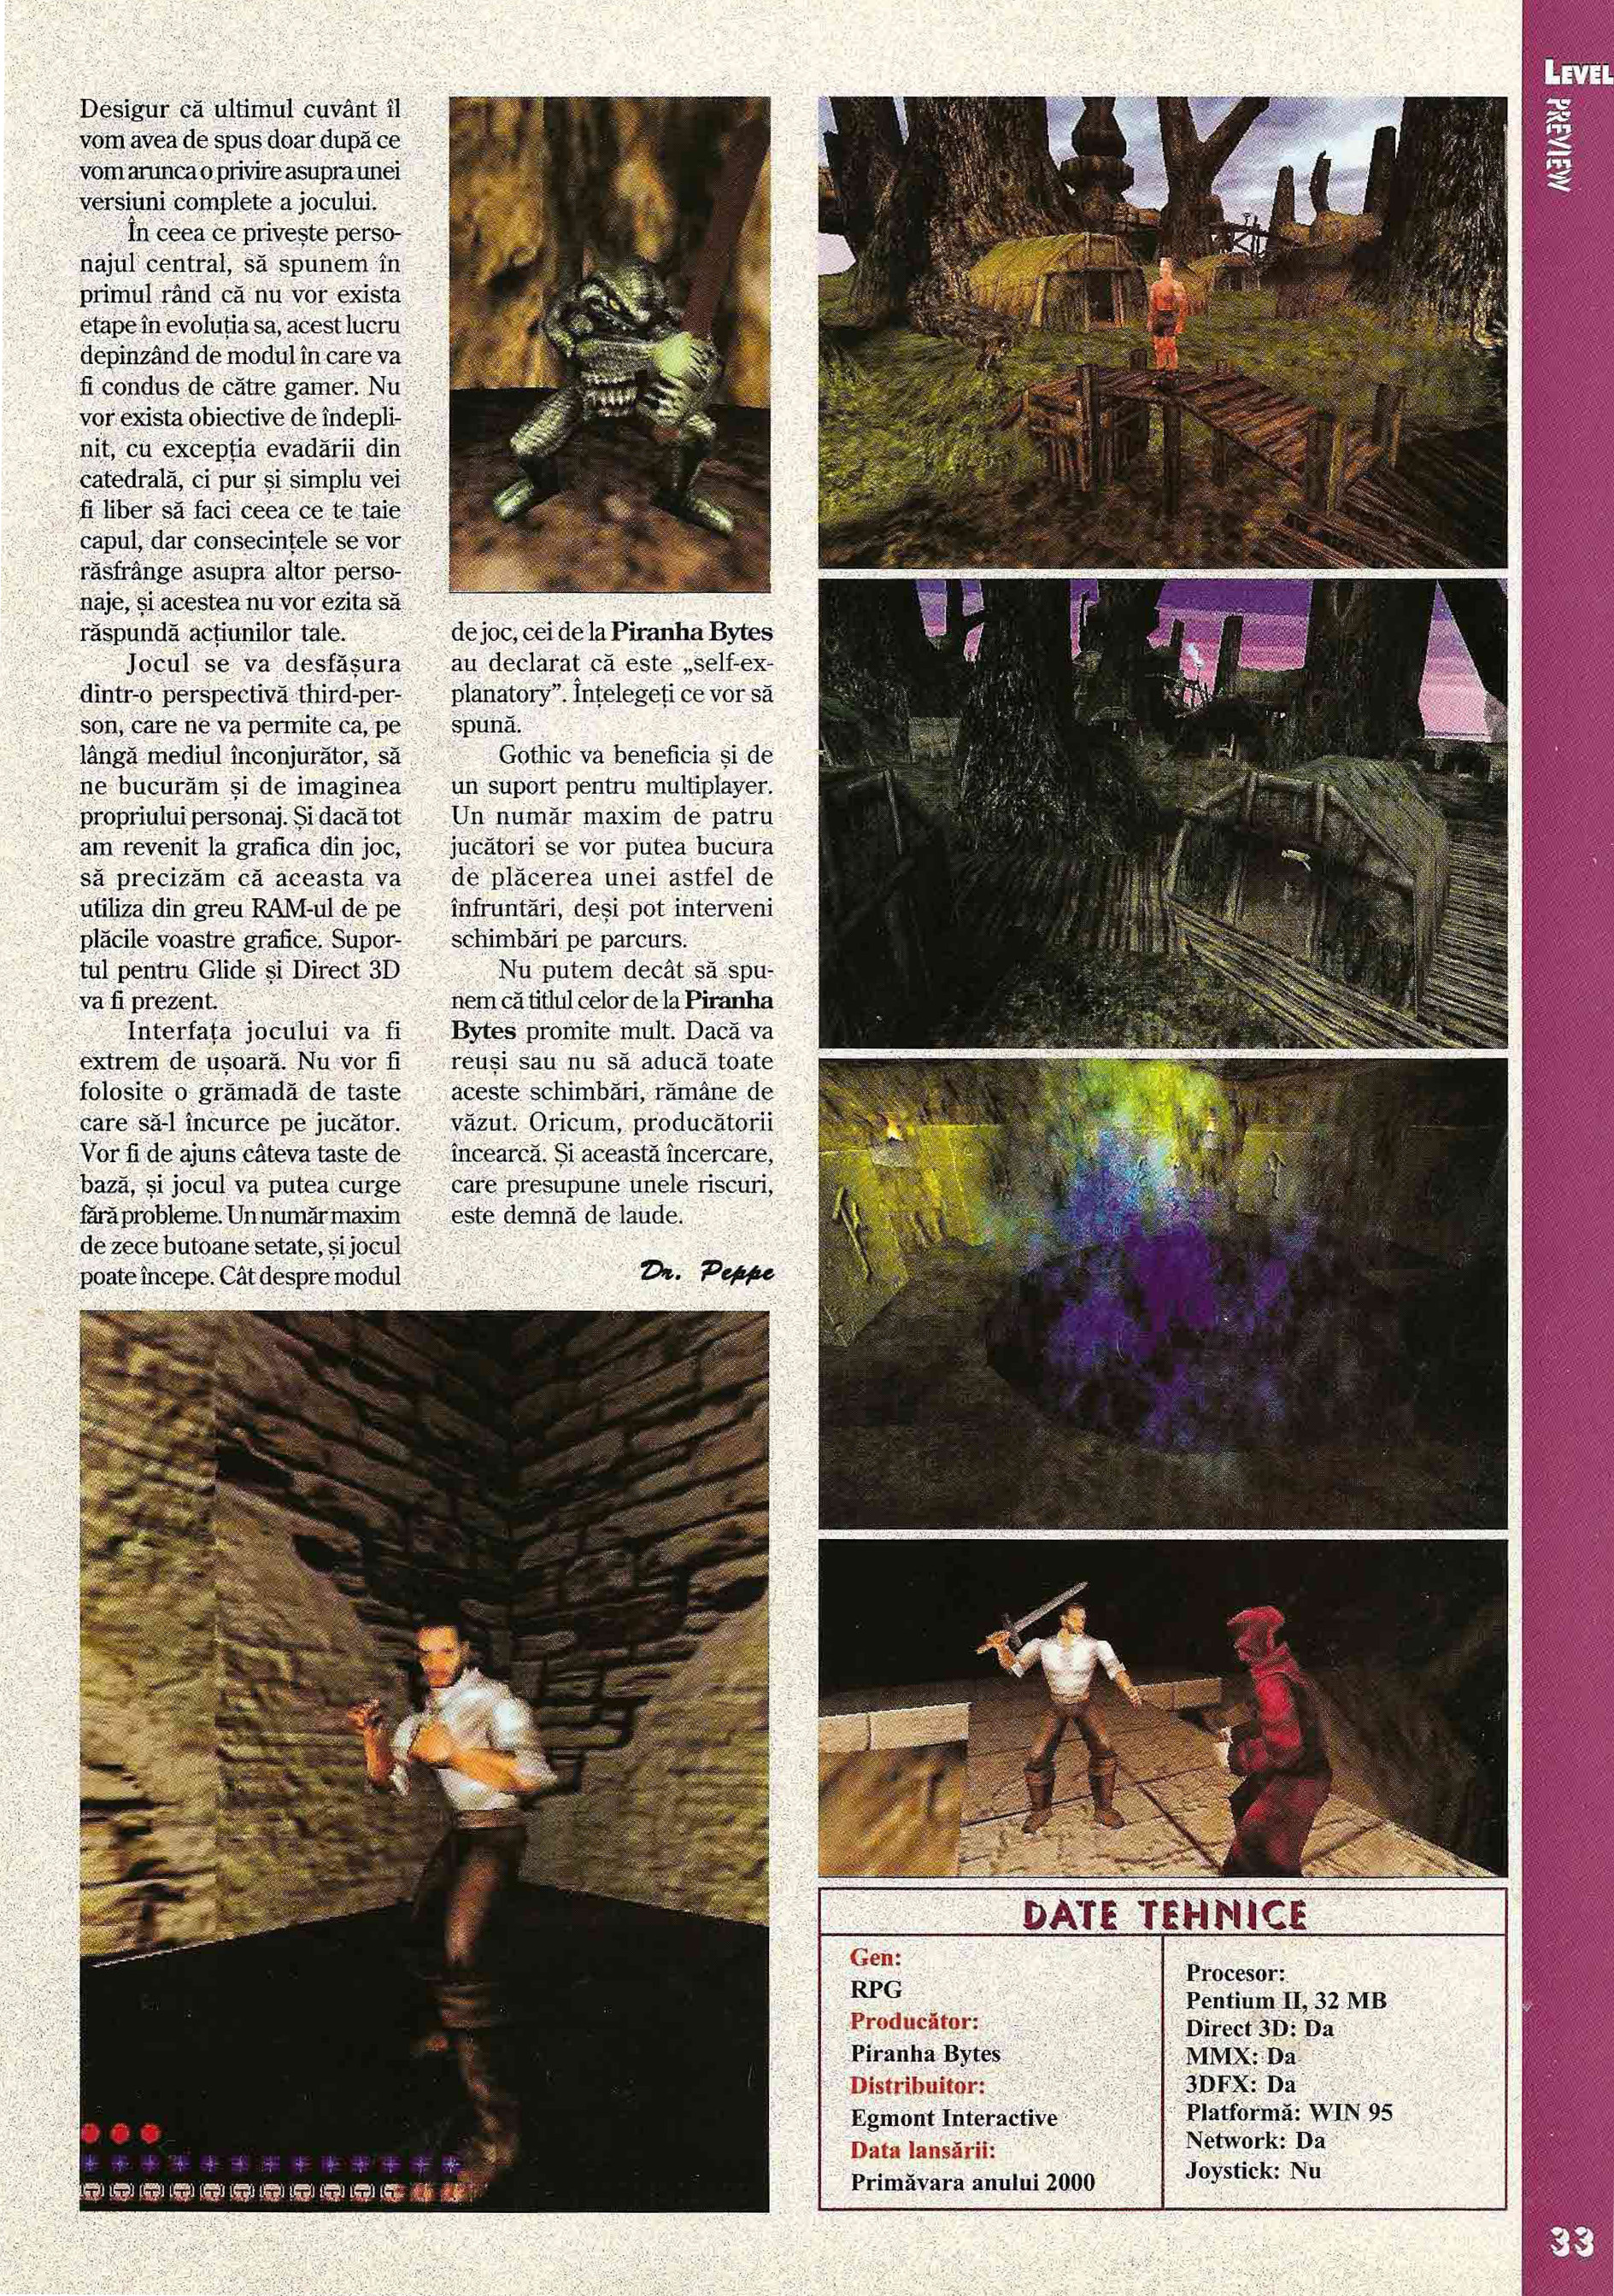 LEVEL
PREVIEW
Desigur că ultimul cuvânt îl
vom avea de spus doar după ce
vom arunca o privire asupra unei
versiuni complete a jocului.
În ceea ce privește perso-
najul central, să spunem în
primul rând că nu vor exista
etape în evoluția sa, acest lucru
depinzând de modul în care va
fi condus de către gamer. Nu
vor exista obiective de îndepli-
nit, cu excepția evadării din
catedrală, ci pur și simplu vei
fi liber să faci ceea ce te taie
capul, dar consecințele se vor
răsfrânge asupra altor perso-
naje, și acestea nu vor ezita să
răspundă acțiunilor tale.
Jocul se va desfășura
dintr-o perspectivă third-per-
son, care ne va permite ca, pe
lângă mediul înconjurător, să
ne bucurăm și de imaginea
propriului personaj. Și dacă tot
am revenit la grafica din joc,
să precizăm că aceasta va
utiliza din greu RAM-ul de pe
plăcile voastre grafice. Supor-
tul pentru Glide și Direct 3D
va fi prezent.
Interfața jocului va fi
extrem de ușoară. Nu vor fi
folosite o grămadă de taste
care să-l încurce pe jucător.
Vor fi de ajuns câteva taste de
bază, și jocul va putea curge
fără probleme. Un număr maxim
de zece butoane setate, și jocul
poate începe. Cât despre modul
de joc, cei de la Piranha Bytes
au declarat că este „self-ex-
planatory”. Înțelegeți ce vor să
spună.
Gothic va beneficia și de
un suport pentru multiplayer.
Un număr maxim de patru
jucători se vor putea bucura
de plăcerea unei astfel de
înfruntări, deși pot interveni
schimbări pe parcurs.
Nu putem decât să spu-
nem că titlul celor de la Piranha
Bytes promite mult. Dacă va
reuși sau nu să aducă toate
aceste schimbări, rămâne de
văzut. Oricum, producătorii
încearcă. Și această încercare,
care presupune unele riscuri,
este demnă de laude.
Dr. Peppe
DATE TEHNICE
Gen:
RPG
Producător:
Piranha Bytes
Distribuitor:
Egmont Interactive
Data lansării:
Primăvara anului 2000
Procesor:
Pentium II, 32 MB
Direct 3D: Da
MMX: Da
3DFX: Da
Platformă: WIN 95
Network: Da
Joystick: Nu
33